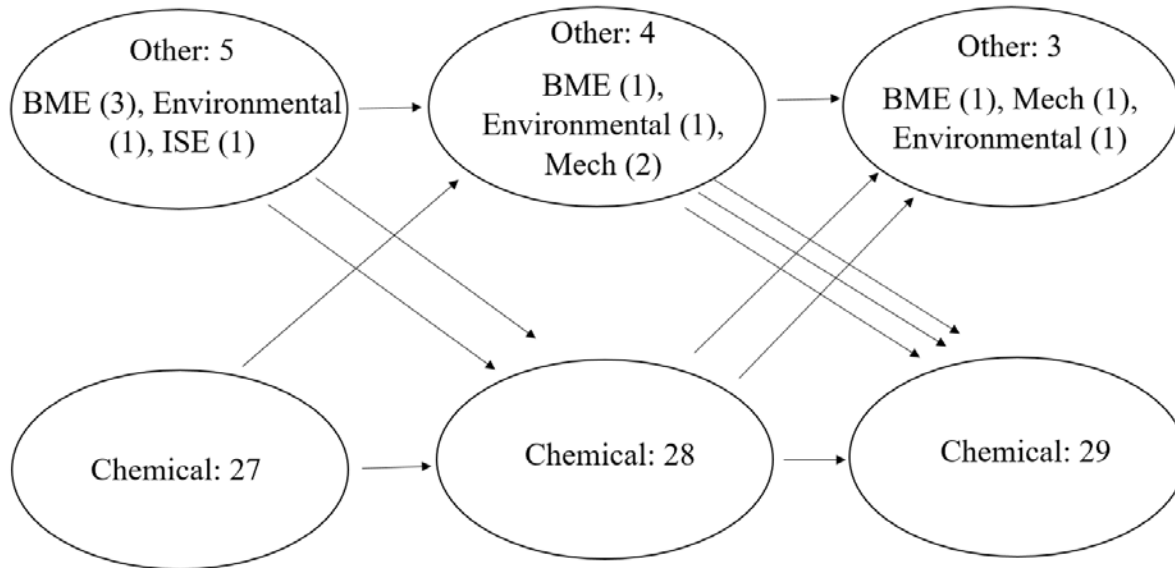 Other: 5
BME (3), Environmental
(1), ISE (1)
Other: 4
BME (1),
Environmental (1),
Mech (2)
Other: 3
BME (1), Mech (1),
Environmental (1)
Chemical: 27
Chemical: 28
Chemical: 29